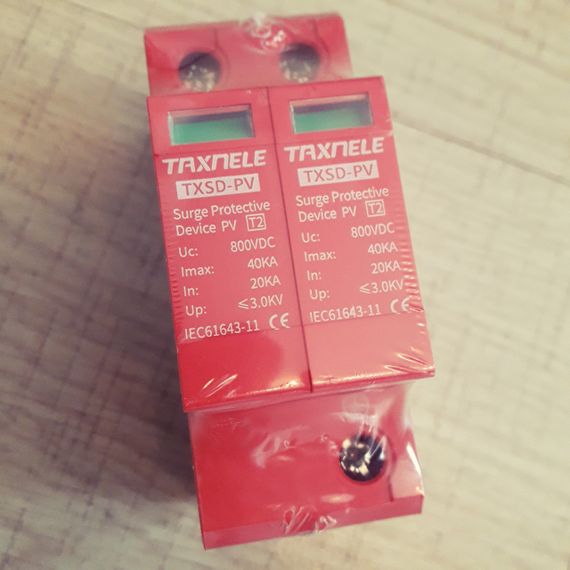 TAXNELE
TXSD-PV
Surge Protective
Device PV T2
Uc: 800VDC
Imax: 40KA
In: 20KA
Up: ≤3.0KV
IEC61643-11 CE
TAXNELE
TXSD-PV
Surge Protective
Device PV T2
Uc: 800VDC
Imax: 40KA
In: 20KA
Up: ≤3.0KV
IEC61643-11 CE